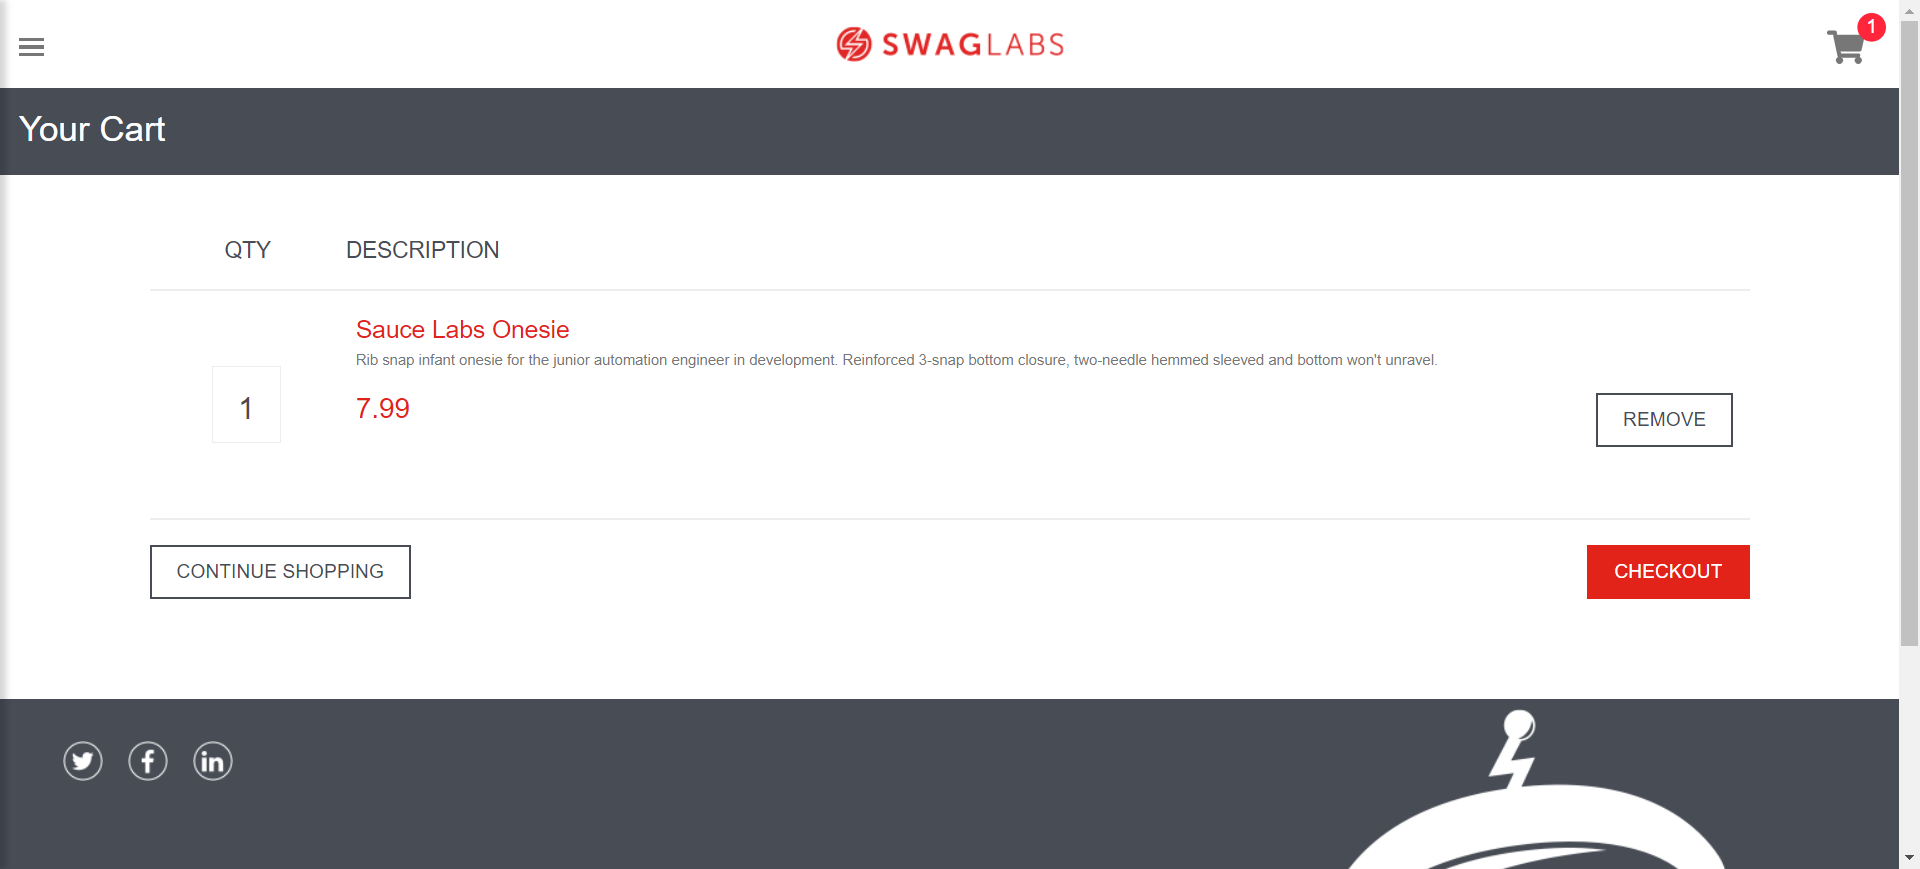 SWAGLABS
1
Your Cart
QTY DESCRIPTION
Sauce Labs Onesie
Rib snap infant onesie for the junior automation engineer in development. Reinforced 3-snap bottom closure, two-needle hemmed sleeved and bottom won't unravel.
1
7.99
REMOVE
CONTINUE SHOPPING
CHECKOUT